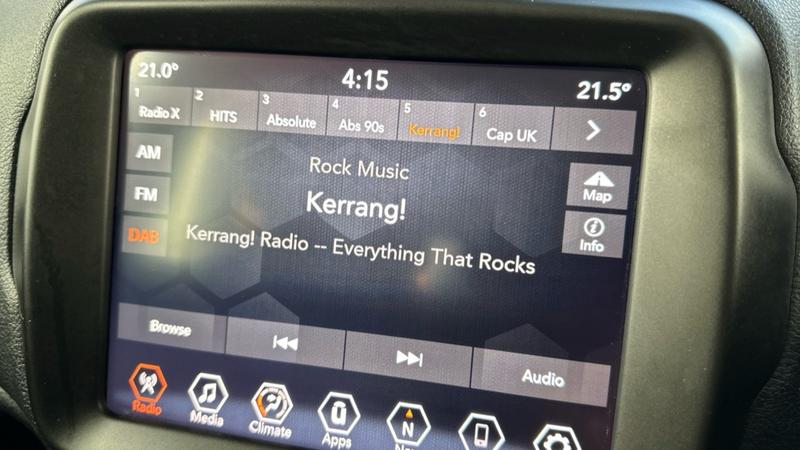 21.0°
4:15
21.5°
1 Radio X
2 HITS
3 Absolute
4 Abs 90s
5 Kerrang!
6 Cap UK
AM
FM
DAB
Rock Music
Kerrang!
Kerrang! Radio -- Everything That Rocks
Map
Info
Browse
Audio
Radio
Media
Climate
Apps
N